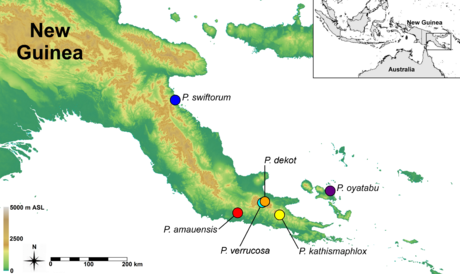 New
Guinea
New Guinea
Australia
P. swiftorum
P. dekot
P. oyatabu
P. amauensis
P. verrucosa
P. kathismaphlox
5000 m ASL
2500
0
N
0 100 200 km